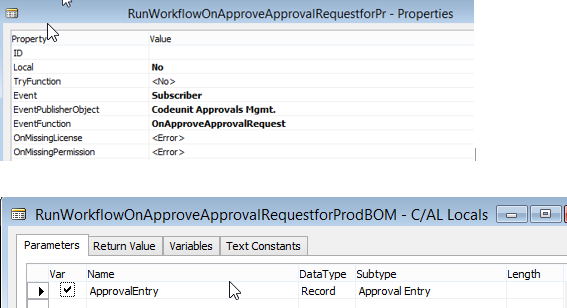 RunWorkflowOnApproveApprovalRequestforPr - Properties
Property Value
ID
Local No
TryFunction <No>
Event Subscriber
EventPublisherObject Codeunit Approvals Mgmt.
EventFunction OnApproveApprovalRequest
OnMissingLicense <Error>
OnMissingPermission <Error>
RunWorkflowOnApproveApprovalRequestforProdBOM - C/AL Locals
Parameters Return Value Variables Text Constants
Var Name DataType Subtype Length
ApprovalEntry Record Approval Entry